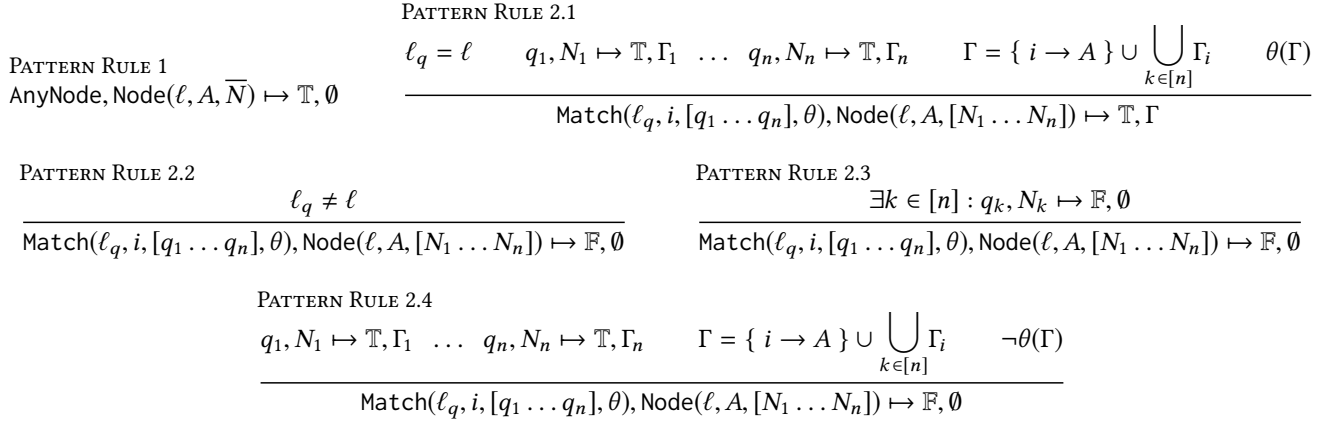 PATTERN RULE 1
AnyNode, Node(ℓ, A, N̅) ↦ 𝕋, ∅
PATTERN RULE 2.1
ℓ_q = ℓ    q_1, N_1 ↦ 𝕋, Γ_1 … q_n, N_n ↦ 𝕋, Γ_n    Γ = { i → A } ∪ ⋃_{k∈[n]} Γ_i    θ(Γ)
Match(ℓ_q, i, [q_1 … q_n], θ), Node(ℓ, A, [N_1 … N_n]) ↦ 𝕋, Γ
PATTERN RULE 2.2
ℓ_q ≠ ℓ
Match(ℓ_q, i, [q_1 … q_n], θ), Node(ℓ, A, [N_1 … N_n]) ↦ 𝔽, ∅
PATTERN RULE 2.3
∃k ∈ [n] : q_k, N_k ↦ 𝔽, ∅
Match(ℓ_q, i, [q_1 … q_n], θ), Node(ℓ, A, [N_1 … N_n]) ↦ 𝔽, ∅
PATTERN RULE 2.4
q_1, N_1 ↦ 𝕋, Γ_1 … q_n, N_n ↦ 𝕋, Γ_n    Γ = { i → A } ∪ ⋃_{k∈[n]} Γ_i    ¬θ(Γ)
Match(ℓ_q, i, [q_1 … q_n], θ), Node(ℓ, A, [N_1 … N_n]) ↦ 𝔽, ∅